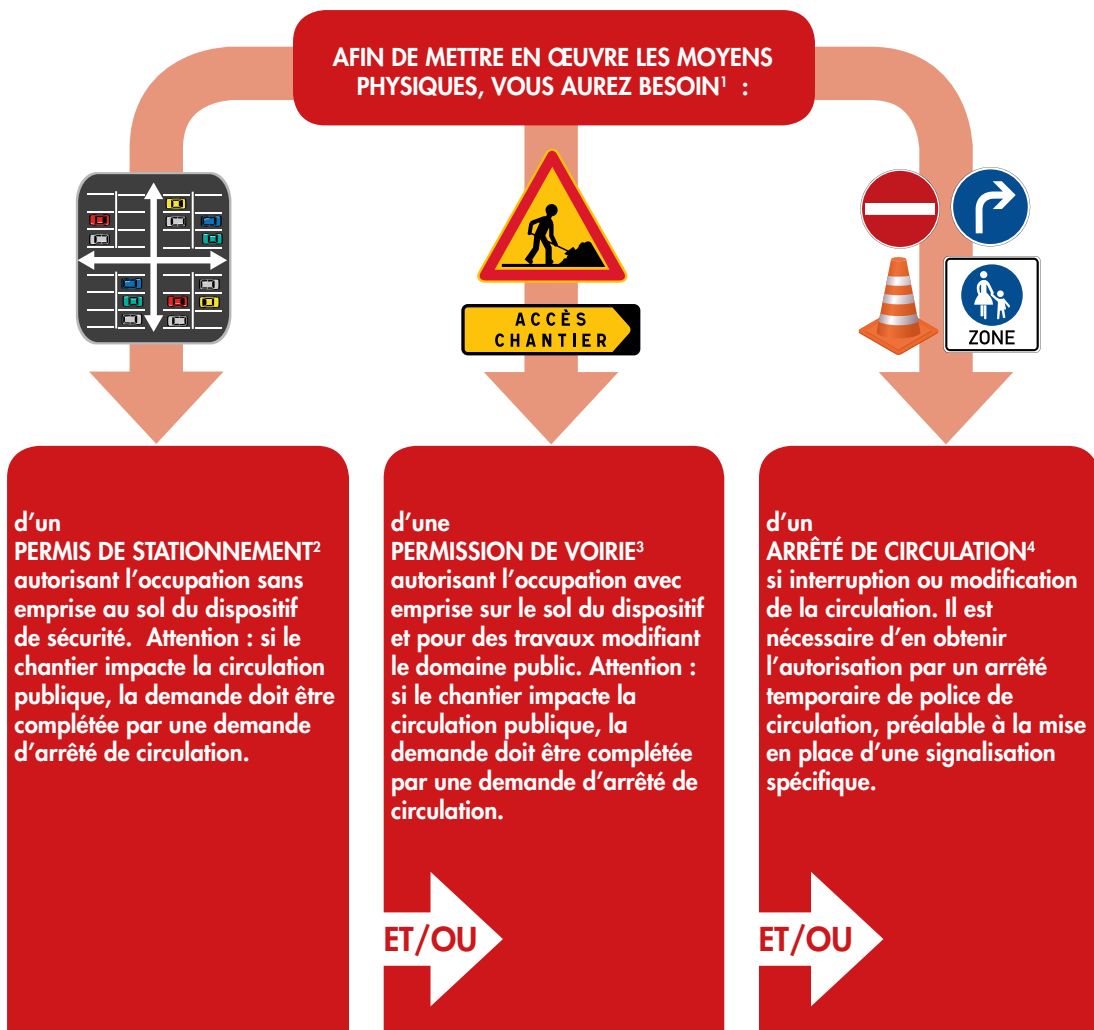 AFIN DE METTRE EN ŒUVRE LES MOYENS
PHYSIQUES, VOUS AUREZ BESOIN¹ :
ACCÈS
CHANTIER
ZONE
d’un
PERMIS DE STATIONNEMENT²
autorisant l’occupation sans
emprise au sol du dispositif
de sécurité. Attention : si le
chantier impacte la circulation
publique, la demande doit être
complétée par une demande
d’arrêté de circulation.
d’une
PERMISSION DE VOIRIE³
autorisant l’occupation avec
emprise sur le sol du dispositif
et pour des travaux modifiant
le domaine public. Attention :
si le chantier impacte la
circulation publique, la
demande doit être complétée
par une demande d’arrêté de
circulation.
ET/OU
d’un
ARRÊTÉ DE CIRCULATION⁴
si interruption ou modification
de la circulation. Il est
nécessaire d’en obtenir
l’autorisation par un arrêté
temporaire de police de
circulation, préalable à la mise
en place d’une signalisation
spécifique.
ET/OU